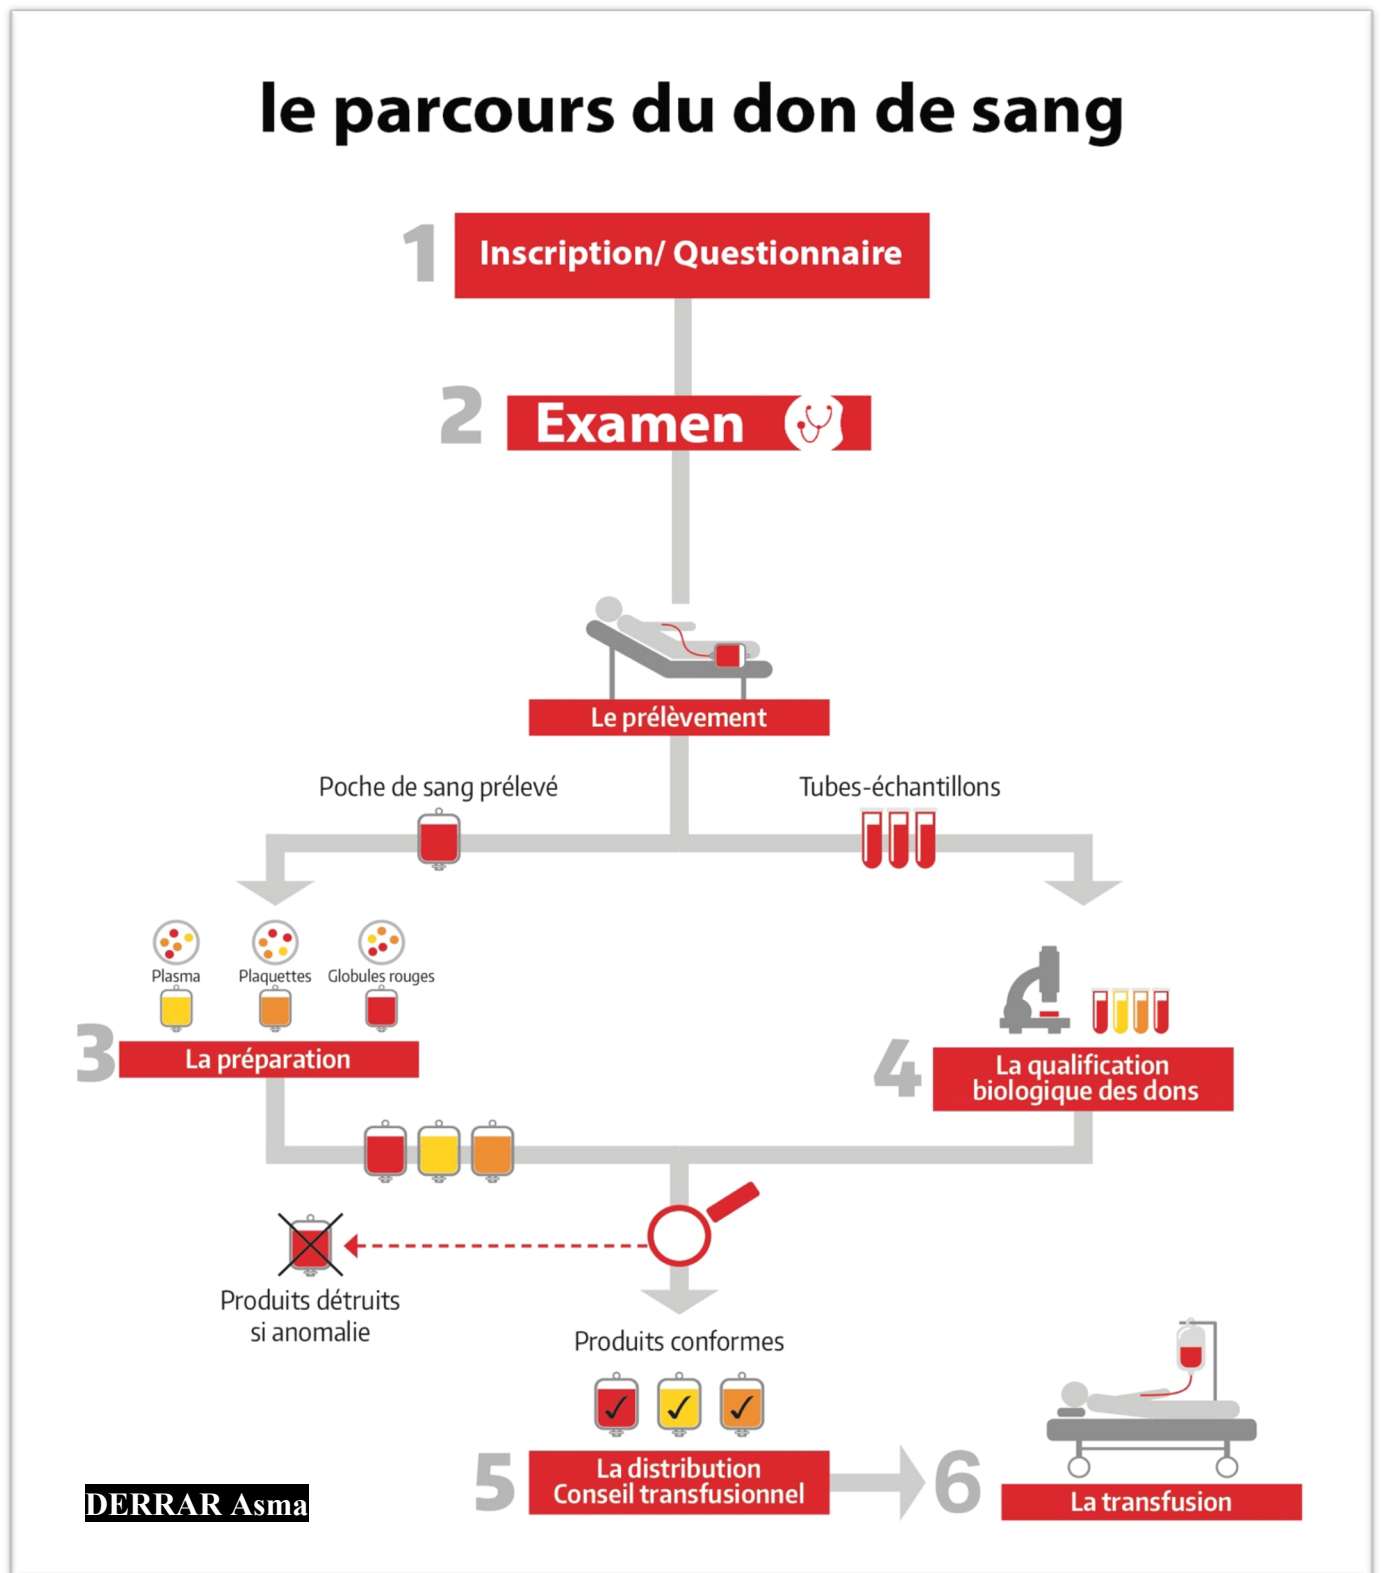 le parcours du don de sang
1
Inscription/ Questionnaire
2
Examen
Le prélèvement
Poche de sang prélevé
Tubes-échantillons
Plasma
Plaquettes
Globules rouges
3
La préparation
4
La qualification
biologique des dons
Produits détruits
si anomalie
Produits conformes
5
La distribution
Conseil transfusionnel
6
La transfusion
DERRAR Asma